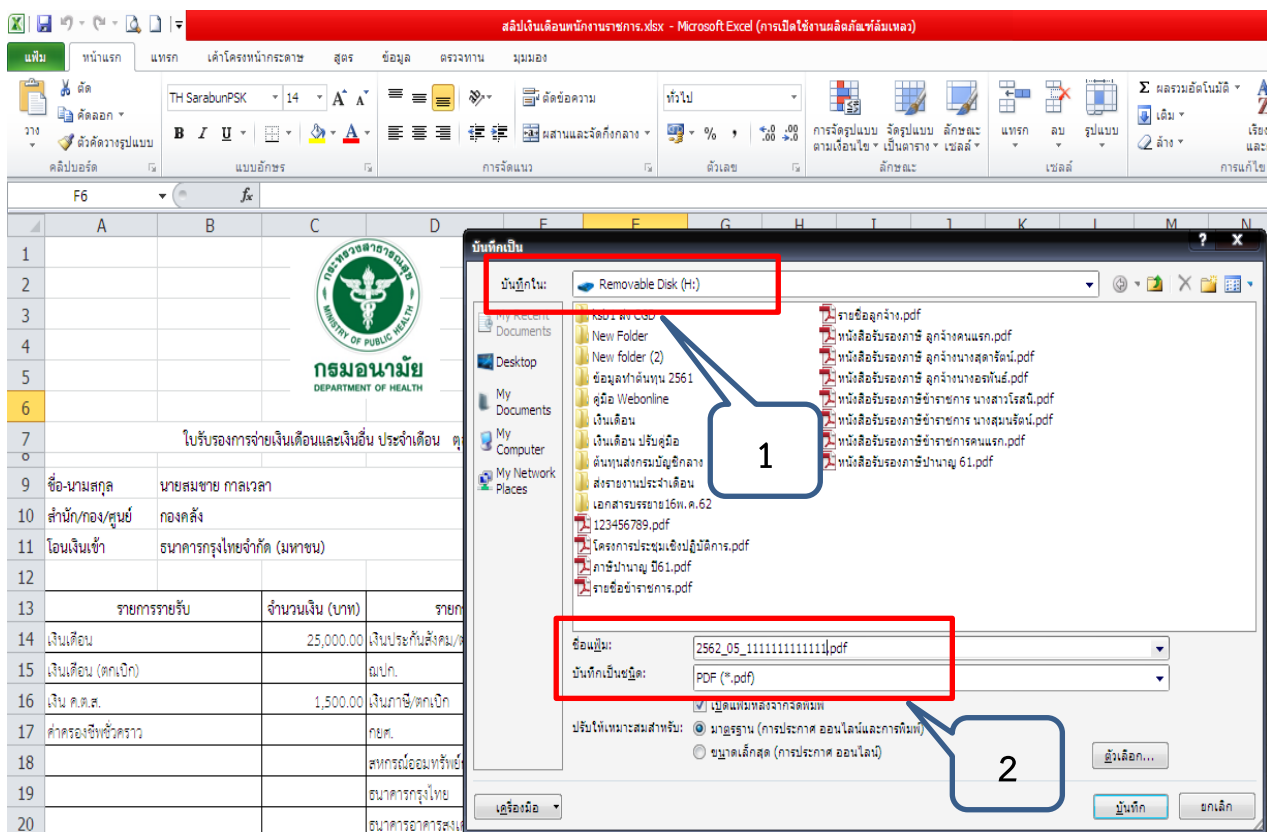 สลิปเงินเดือนพนักงานราชการ.xlsx - Microsoft Excel (การเปิดใช้งานผลิตภัณฑ์ล้มเหลว)
แฟ้ม หน้าแรก แทรก เค้าโครงหน้ากระดาษ สูตร ข้อมูล ตรวจทาน มุมมอง
ตัด
คัดลอก
ตัวคัดวางรูปแบบ
วาง
TH SarabunPSK 14
B I U
ตัดข้อความ
ผสานและจัดกึ่งกลาง
ทั่วไป
การจัดรูปแบบตามเงื่อนไข
จัดรูปแบบเป็นตาราง
ลักษณะเซลล์
แทรก ลบ รูปแบบ
ผลรวมอัตโนมัติ
เติม
ล้าง
คลิปบอร์ด แบบอักษร การจัดแนว ตัวเลข ลักษณะ เซลล์
F6 fx
A B C D E F G H I J K L M N
1
2
3
4
5
6
7
8
9
10
11
12
13
14
15
16
17
18
19
20
กระทรวงสาธารณสุข
MINISTRY OF PUBLIC HEALTH
กรมอนามัย
DEPARTMENT OF HEALTH
ใบรับรองการจ่ายเงินเดือนและเงินอื่น ประจำเดือน
ชื่อ-นามสกุล นายสมชาย กาลเวลา
สำนัก/กอง/ศูนย์ กองคลัง
โอนเงินเข้า ธนาคารกรุงไทยจำกัด (มหาชน)
รายการรายรับ จำนวนเงิน (บาท)
เงินเดือน 25,000.00 เงินประกันสังคม/
เงินเดือน (ตกเบิก) ฌปก.
เงิน ค.ต.ส. 1,500.00 เงินภาษี/ตกเบิก
ค่าครองชีพชั่วคราว กยศ.
สหกรณ์ออมทรัพย์
ธนาคารกรุงไทย
บันทึกเป็น
บันทึกใน: Removable Disk (H:)
My Recent Documents
Desktop
My Documents
My Computer
My Network Places
ksb1 ส่ง CGD
New Folder
New folder (2)
ข้อมูลทำต้นทุน 2561
คู่มือ Webonline
เงินเดือน
เงินเดือน ปรับคู่มือ
ต้นทุนส่งกรมบัญชีกลาง
ส่งรายงานประจำเดือน
เอกสารบรรยาย16พ.ค.62
123456789.pdf
โครงการประชุมเชิงปฏิบัติการ.pdf
ภาษีปานาญ ปี61.pdf
รายชื่อข้าราชการ.pdf
รายชื่อลูกจ้าง.pdf
หนังสือรับรองภาษี ลูกจ้างคนแรก.pdf
หนังสือรับรองภาษี ลูกจ้างนางสุดารัตน์.pdf
หนังสือรับรองภาษี ลูกจ้างนางอรพันธ์.pdf
หนังสือรับรองภาษีข้าราชการ นางสาวโรสนี.pdf
หนังสือรับรองภาษีข้าราชการ นางสุมนรัตน์.pdf
หนังสือรับรองภาษีข้าราชการคนแรก.pdf
หนังสือรับรองภาษีปานาญ 61.pdf
1
ชื่อแฟ้ม: 2562_05_1111111111111.pdf
บันทึกเป็นชนิด: PDF (*.pdf)
เปิดแฟ้มหลังจากจัดพิมพ์
ปรับให้เหมาะสมสำหรับ: มาตรฐาน (การประกาศ ออนไลน์และการพิมพ์)
ขนาดเล็กสุด (การประกาศ ออนไลน์)
2
ตัวเลือก...
เครื่องมือ บันทึก ยกเลิก